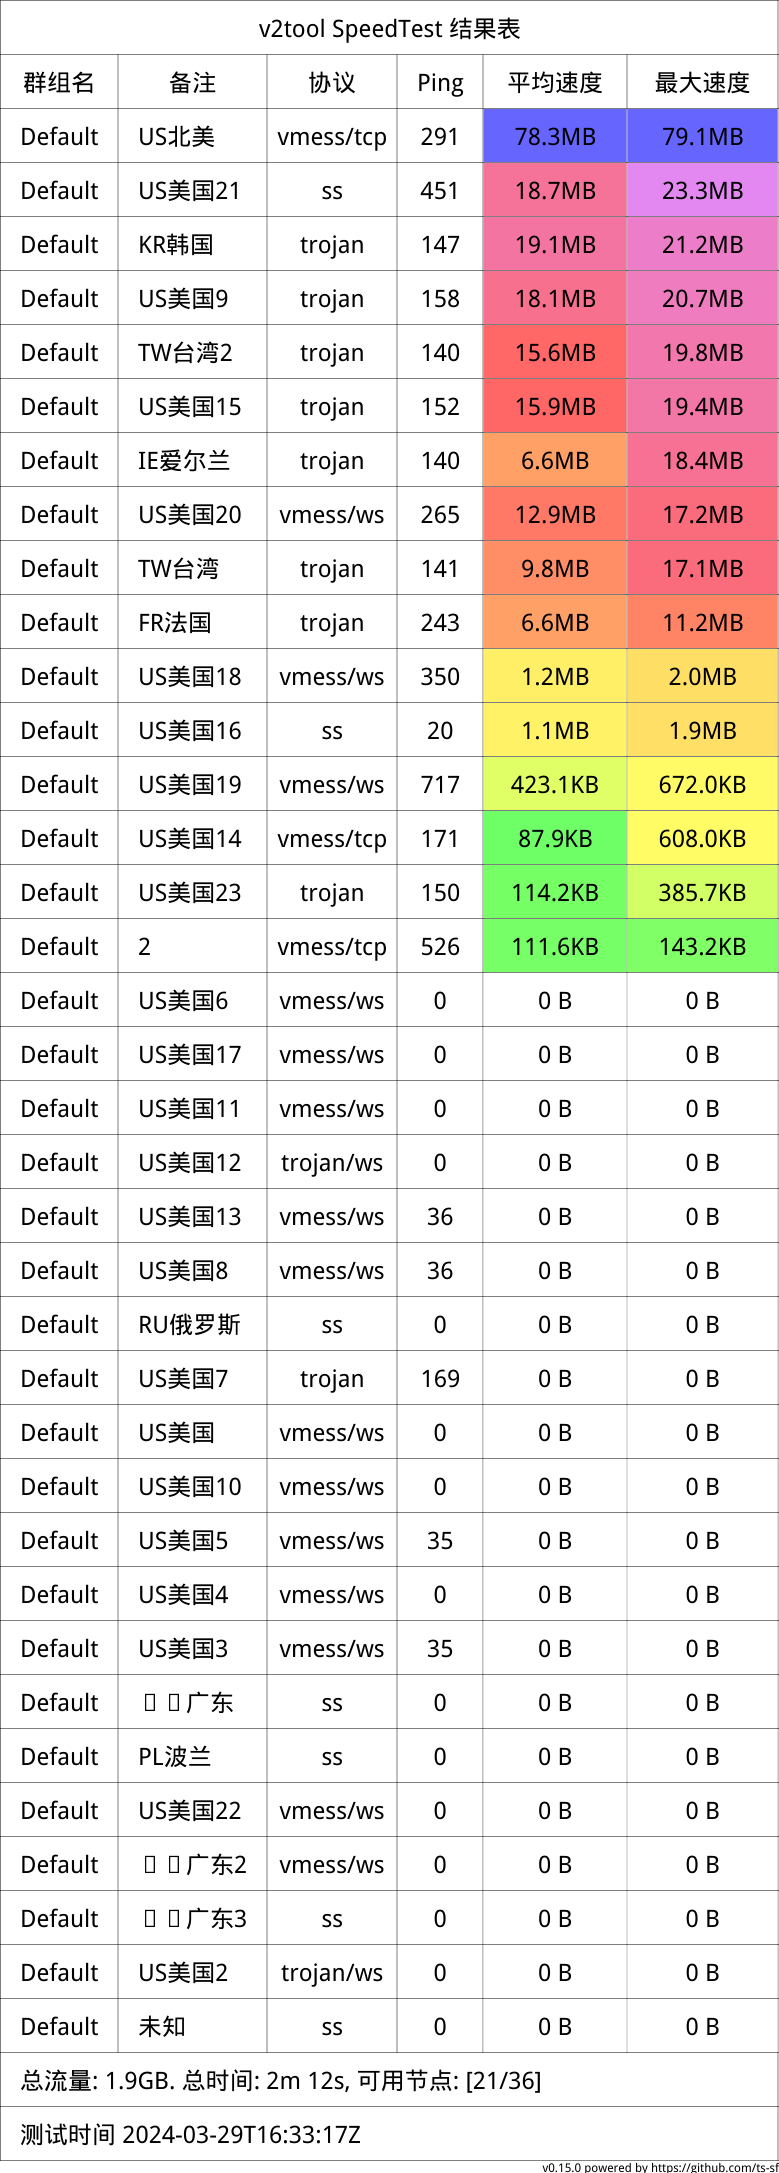 v2tool SpeedTest 结果表
群组名 备注 协议 Ping 平均速度 最大速度
Default US北美 vmess/tcp 291 78.3MB 79.1MB
Default US美国21 ss 451 18.7MB 23.3MB
Default KR韩国 trojan 147 19.1MB 21.2MB
Default US美国9 trojan 158 18.1MB 20.7MB
Default TW台湾2 trojan 140 15.6MB 19.8MB
Default US美国15 trojan 152 15.9MB 19.4MB
Default IE爱尔兰 trojan 140 6.6MB 18.4MB
Default US美国20 vmess/ws 265 12.9MB 17.2MB
Default TW台湾 trojan 141 9.8MB 17.1MB
Default FR法国 trojan 243 6.6MB 11.2MB
Default US美国18 vmess/ws 350 1.2MB 2.0MB
Default US美国16 ss 20 1.1MB 1.9MB
Default US美国19 vmess/ws 717 423.1KB 672.0KB
Default US美国14 vmess/tcp 171 87.9KB 608.0KB
Default US美国23 trojan 150 114.2KB 385.7KB
Default 2 vmess/tcp 526 111.6KB 143.2KB
Default US美国6 vmess/ws 0 0 B 0 B
Default US美国17 vmess/ws 0 0 B 0 B
Default US美国11 vmess/ws 0 0 B 0 B
Default US美国12 trojan/ws 0 0 B 0 B
Default US美国13 vmess/ws 36 0 B 0 B
Default US美国8 vmess/ws 36 0 B 0 B
Default RU俄罗斯 ss 0 0 B 0 B
Default US美国7 trojan 169 0 B 0 B
Default US美国 vmess/ws 0 0 B 0 B
Default US美国10 vmess/ws 0 0 B 0 B
Default US美国5 vmess/ws 35 0 B 0 B
Default US美国4 vmess/ws 0 0 B 0 B
Default US美国3 vmess/ws 35 0 B 0 B
Default 广东 ss 0 0 B 0 B
Default PL波兰 ss 0 0 B 0 B
Default US美国22 vmess/ws 0 0 B 0 B
Default 广东2 vmess/ws 0 0 B 0 B
Default 广东3 ss 0 0 B 0 B
Default US美国2 trojan/ws 0 0 B 0 B
Default 未知 ss 0 0 B 0 B
总流量: 1.9GB. 总时间: 2m 12s, 可用节点: [21/36]
测试时间 2024-03-29T16:33:17Z
v0.15.0 powered by https://github.com/ts-sf